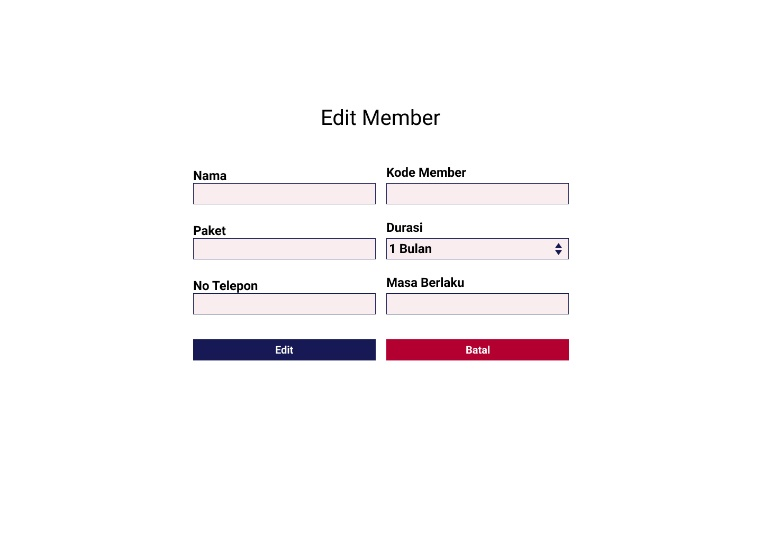 Edit Member
Nama
Kode Member
Paket
Durasi
1 Bulan
No Telepon
Masa Berlaku
Edit
Batal